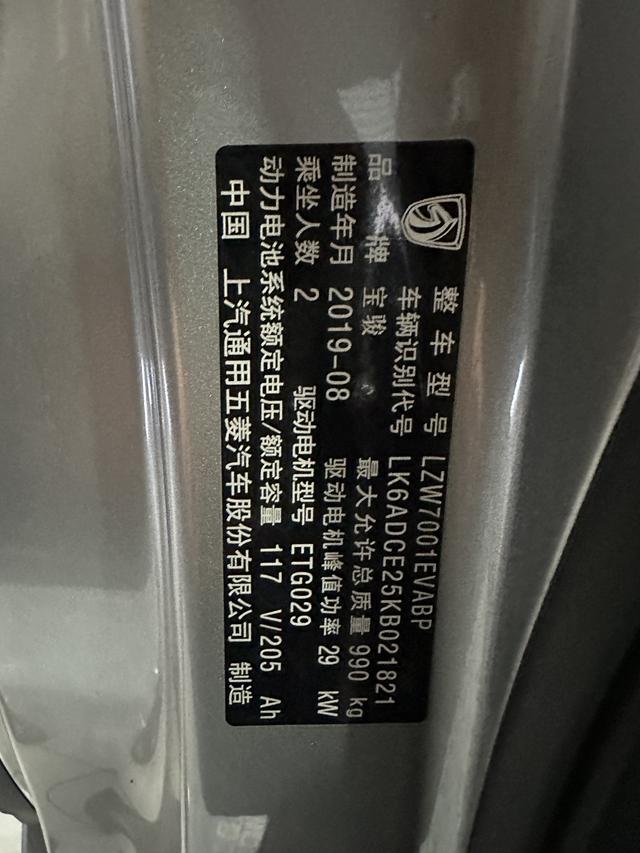 整车型号 LZW7001EVABP
车辆识别代号 LK6ADCE25KB021821
品牌 宝骏 最大允许总质量 990 kg
制造年月 2019-08 驱动电机峰值功率 29 kW
乘坐人数 2 驱动电机型号 ETG029
动力电池系统额定电压/额定容量 117 V/205 Ah
中国 上汽通用五菱汽车股份有限公司 制造